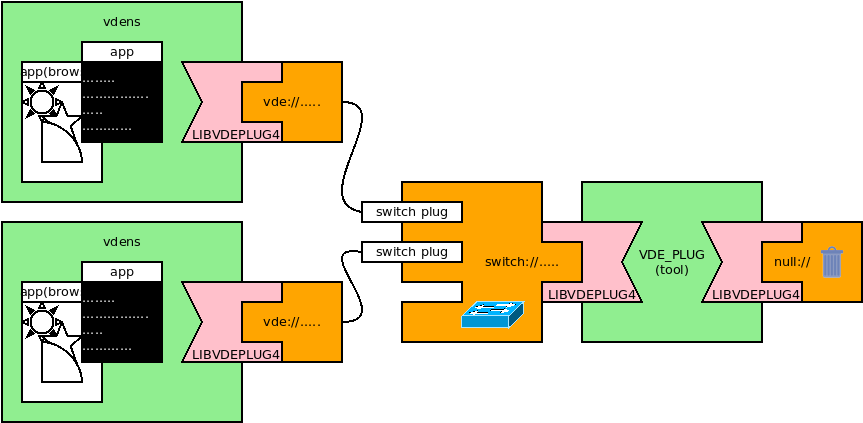 vdens
app
app(brow
........
................
.....
............
LIBVDEPLUG4
vde://.....
switch plug
switch plug
switch://.....
LIBVDEPLUG4
VDE_PLUG
(tool)
LIBVDEPLUG4
null://
vdens
app
app(brow
........
................
.....
............
LIBVDEPLUG4
vde://.....